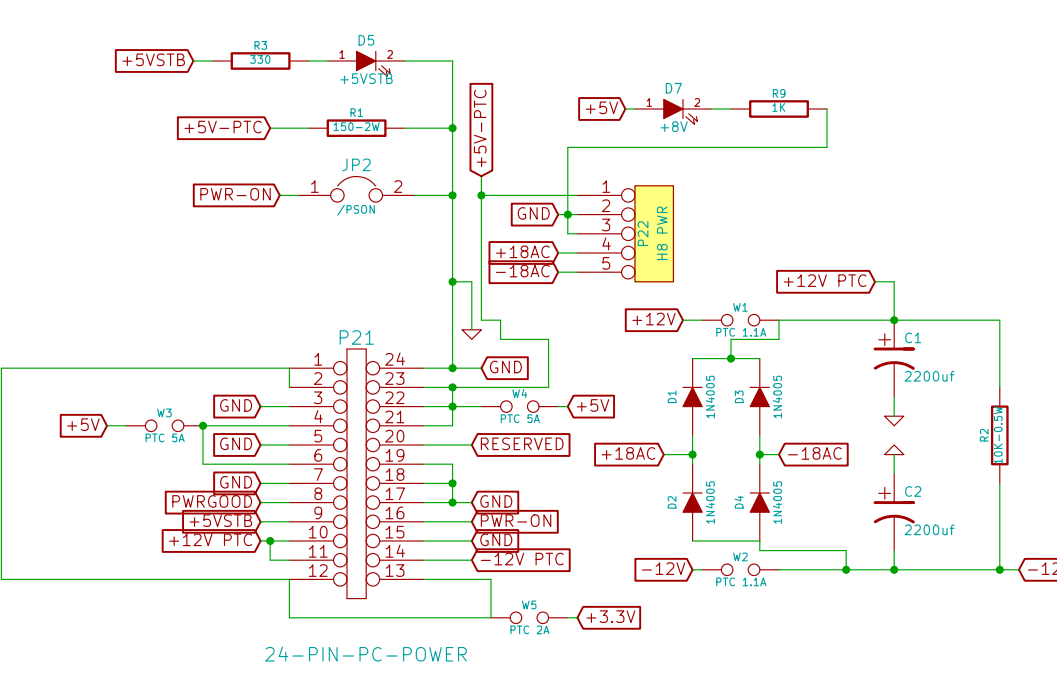 D5
R3
+5VSTB
330
1
2
+5VSTB
R1
+5V-PTC
150-2W
JP2
PWR-ON
1
2
/PSON
+5V-PTC
D7
R9
+5V
1
2
1K
+8V
1
2
GND
3
+18AC
4
-18AC
5
P22
H8 PWR
+12V PTC
W1
+12V
PTC 1.1A
C1
2200uf
D1
1N4005
D3
1N4005
R2
10K-0.5W
+18AC
-18AC
D2
1N4005
D4
1N4005
C2
2200uf
W2
-12V
PTC 1.1A
-12
P21
1
24
GND
2
23
GND
3
22
W4
+5V
PTC 5A
W3
+5V
PTC 5A
4
21
GND
5
20
RESERVED
6
19
GND
7
18
PWRGOOD
8
17
GND
+5VSTB
9
16
PWR-ON
+12V PTC
10
15
GND
11
14
-12V PTC
12
13
W5
+3.3V
PTC 2A
24-PIN-PC-POWER